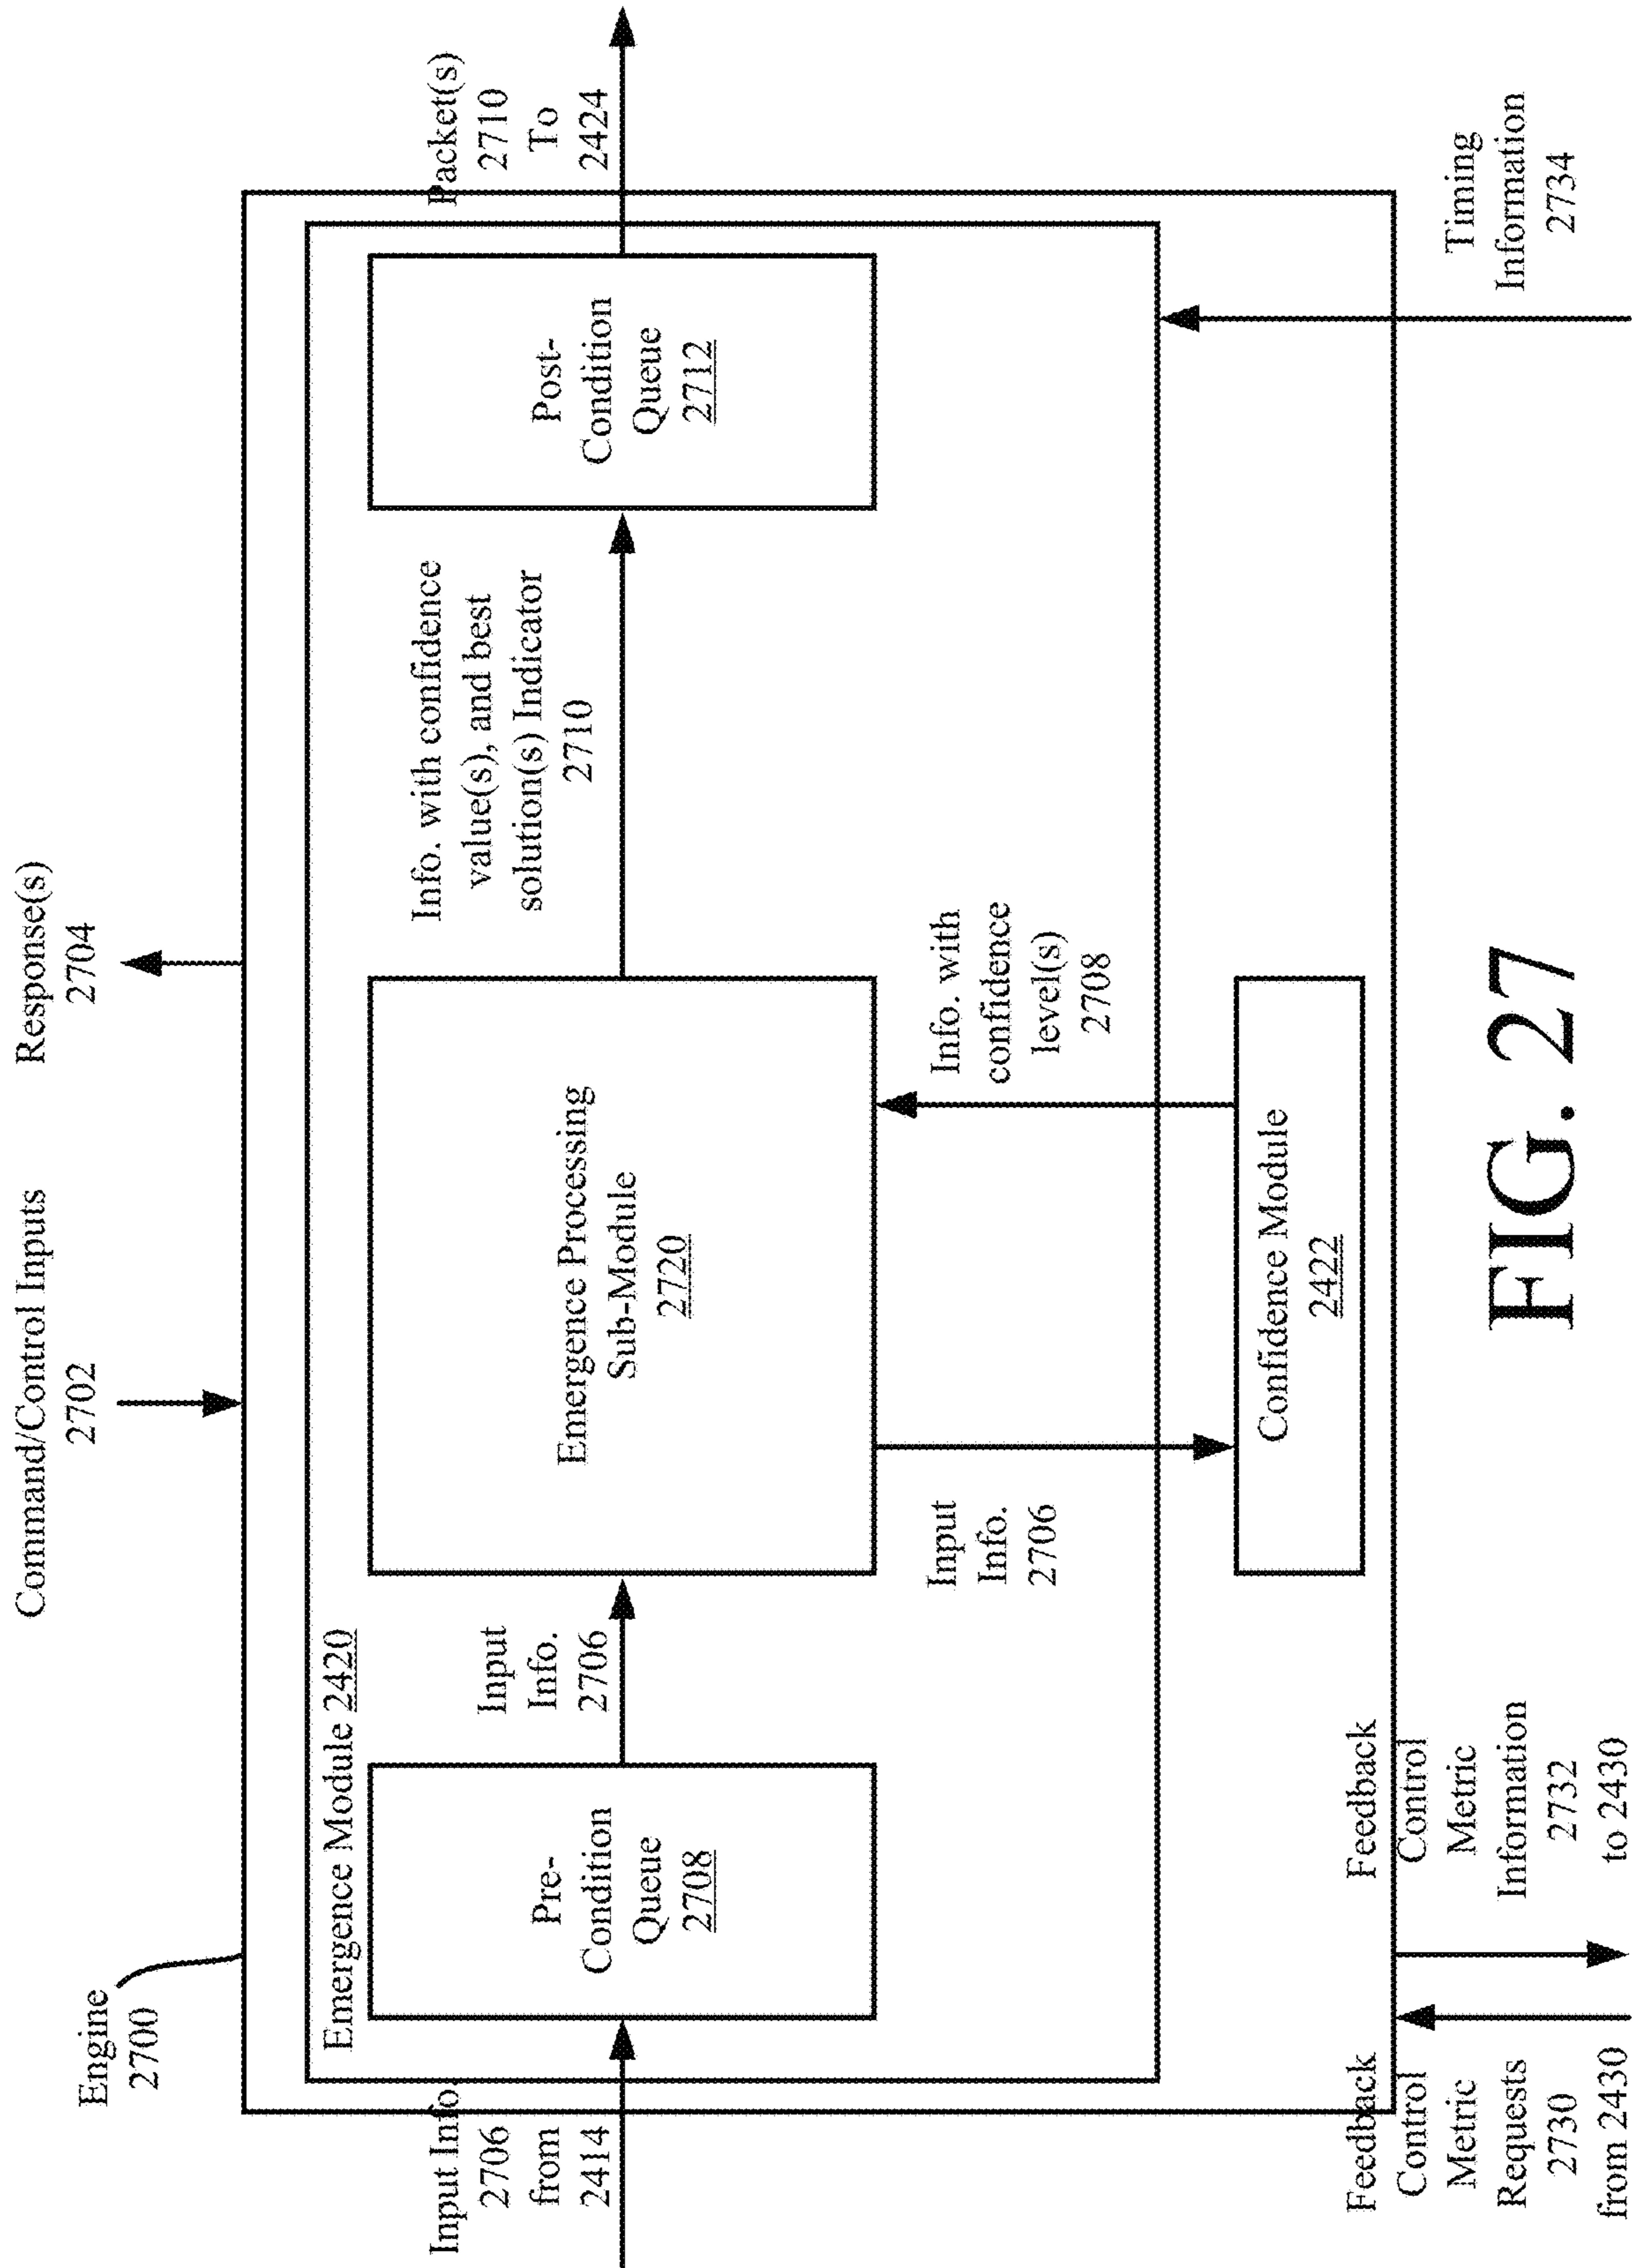 Command/Control Inputs
2702
Response(s)
2704
Engine
2700
Emergence Module 2420
Input Info.
2706
from
2414
Pre-
Condition
Queue
2708
Input
Info.
2706
Emergence Processing
Sub-Module
2720
Info. with confidence
value(s), and best
solution(s) Indicator
2710
Post-
Condition
Queue
2712
Packet(s)
2710
To
2424
Input
Info.
2706
Info. with
confidence
level(s)
2708
Confidence Module
2422
Feedback
Control
Metric
Requests
2730
from 2430
Feedback
Control
Metric
Information
2732
to 2430
Timing
Information
2734
FIG. 27